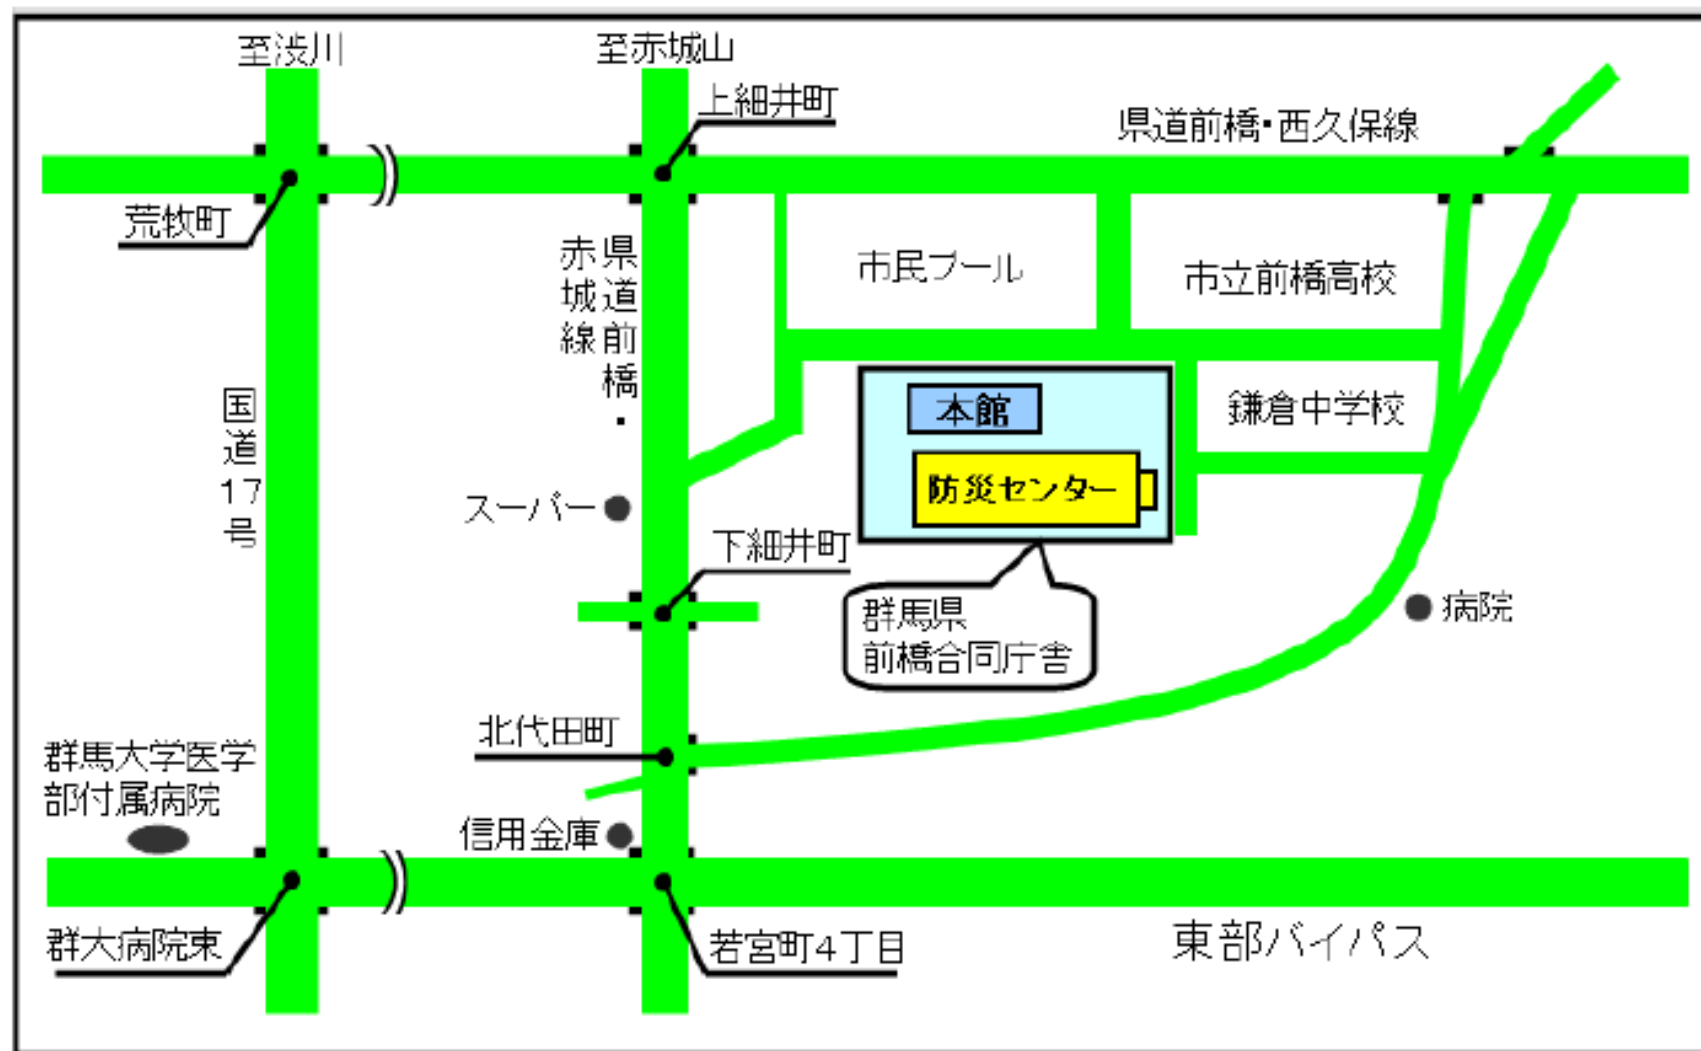 至渋川
至赤城山
上細井町
県道前橋・西久保線
荒牧町
県道前橋・
赤城線
市民プール
市立前橋高校
国道17号
本館
鎌倉中学校
防災センター
スーパー
下細井町
群馬県
前橋合同庁舎
病院
北代田町
群馬大学医学
部付属病院
信用金庫
群大病院東
若宮町4丁目
東部バイパス